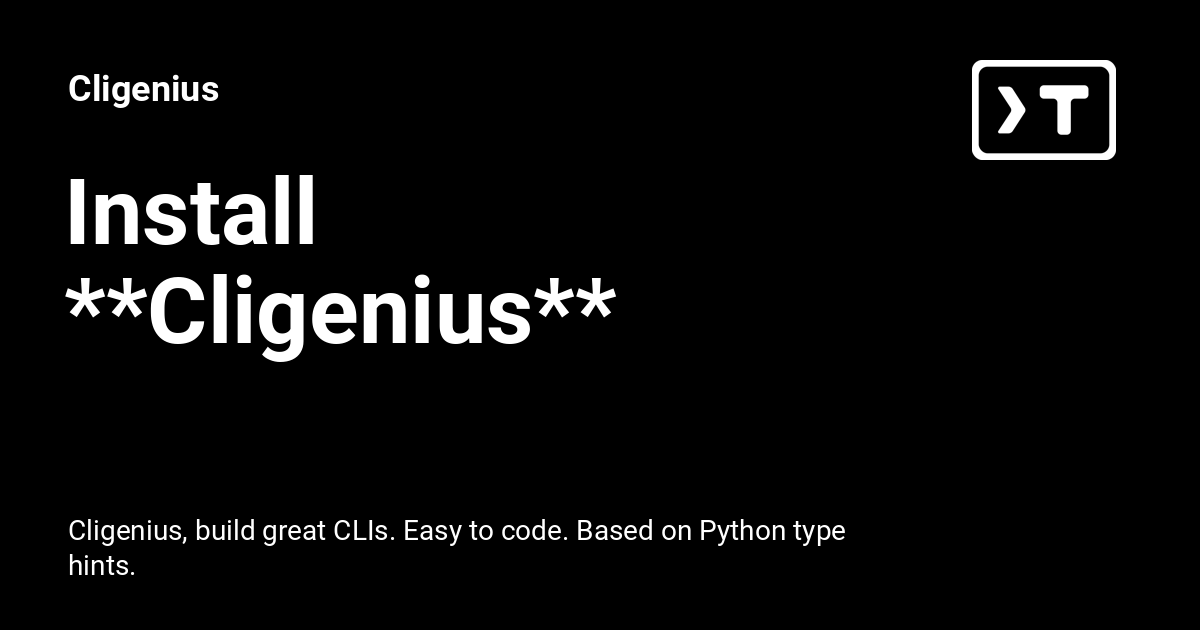 Cligenius
❯T
Install
**Cligenius**
Cligenius, build great CLIs. Easy to code. Based on Python type
hints.